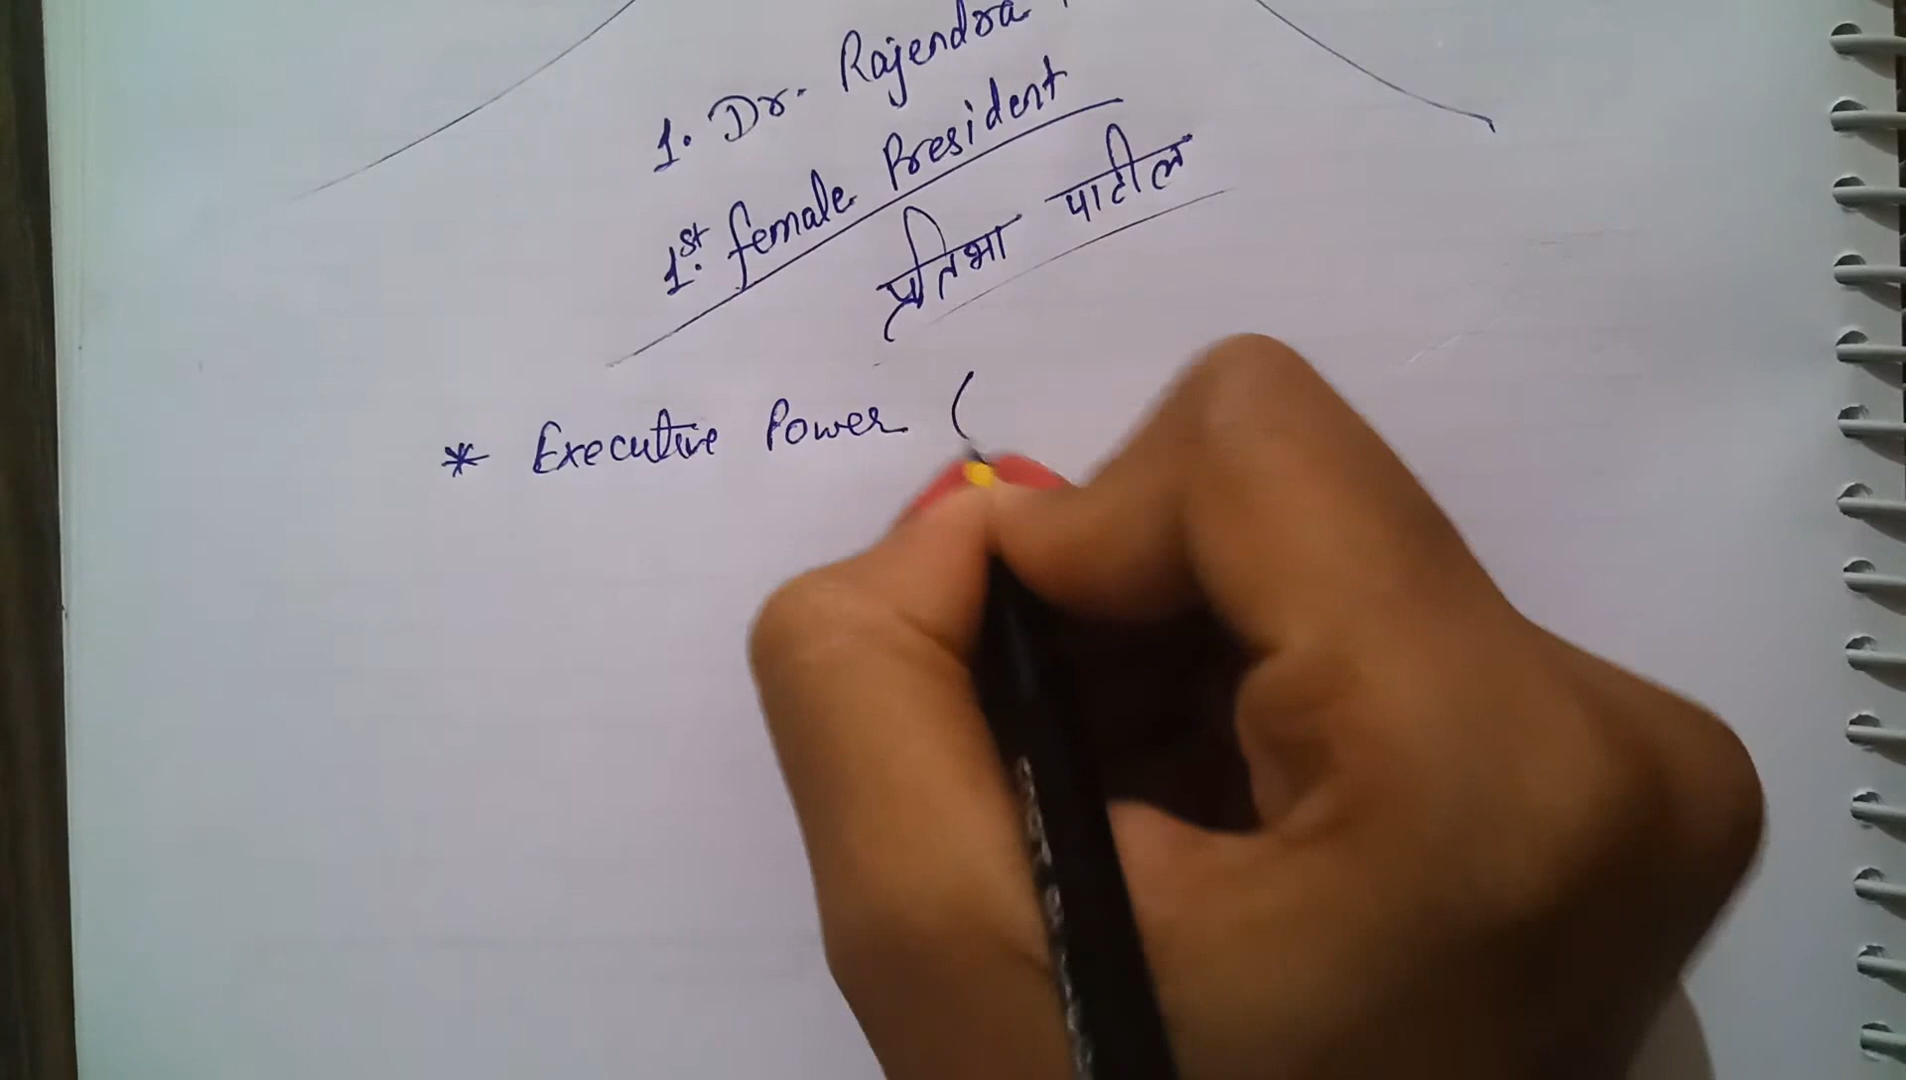 1. Dr. Rajendra
1st. female President
प्रतिभा पाटील
* Executive Power (